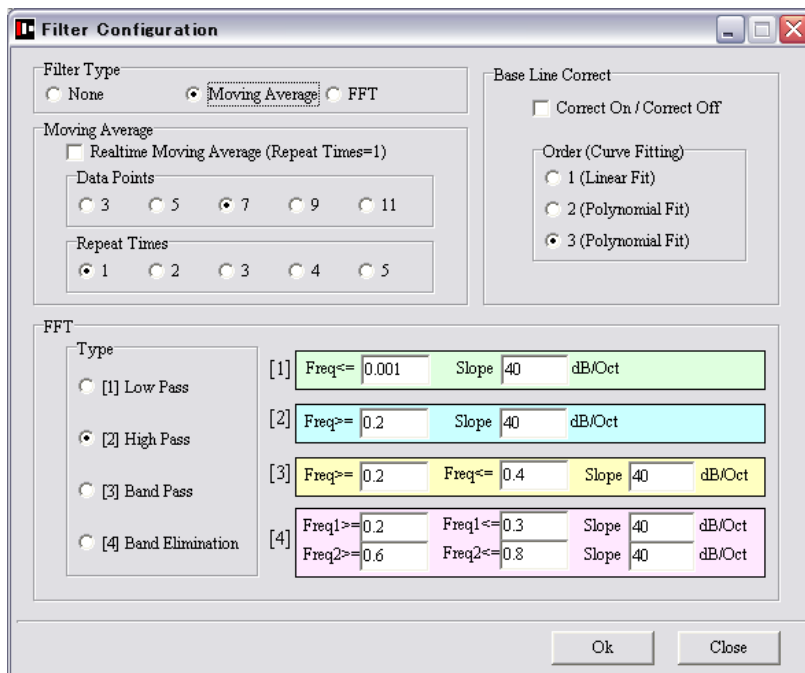 Filter Configuration
Filter Type
None Moving Average FFT
Moving Average
Realtime Moving Average (Repeat Times=1)
Data Points
3 5 7 9 11
Repeat Times
1 2 3 4 5
Base Line Correct
Correct On / Correct Off
Order (Curve Fitting)
1 (Linear Fit)
2 (Polynomial Fit)
3 (Polynomial Fit)
FFT
Type
[1] Low Pass
[2] High Pass
[3] Band Pass
[4] Band Elimination
[1] Freq<= 0.001 Slope 40 dB/Oct
[2] Freq>= 0.2 Slope 40 dB/Oct
[3] Freq>= 0.2 Freq<= 0.4 Slope 40 dB/Oct
[4] Freq1>= 0.2 Freq1<= 0.3 Slope 40 dB/Oct
Freq2>= 0.6 Freq2<= 0.8 Slope 40 dB/Oct
Ok Close